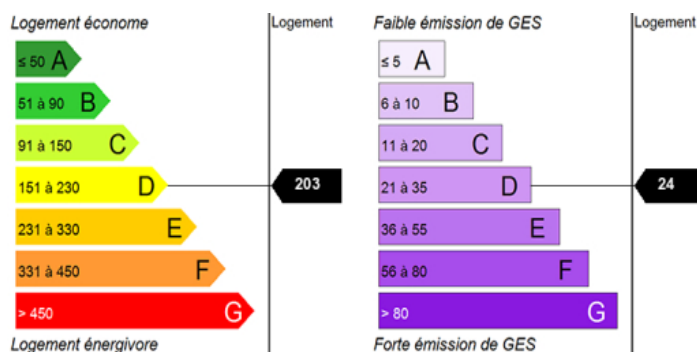 Logement économe
Logement
≤ 50 A
51 à 90 B
91 à 150 C
151 à 230 D
203
231 à 330 E
331 à 450 F
> 450 G
Logement énergivore
Faible émission de GES
Logement
≤ 5 A
6 à 10 B
11 à 20 C
21 à 35 D
24
36 à 55 E
56 à 80 F
> 80 G
Forte émission de GES